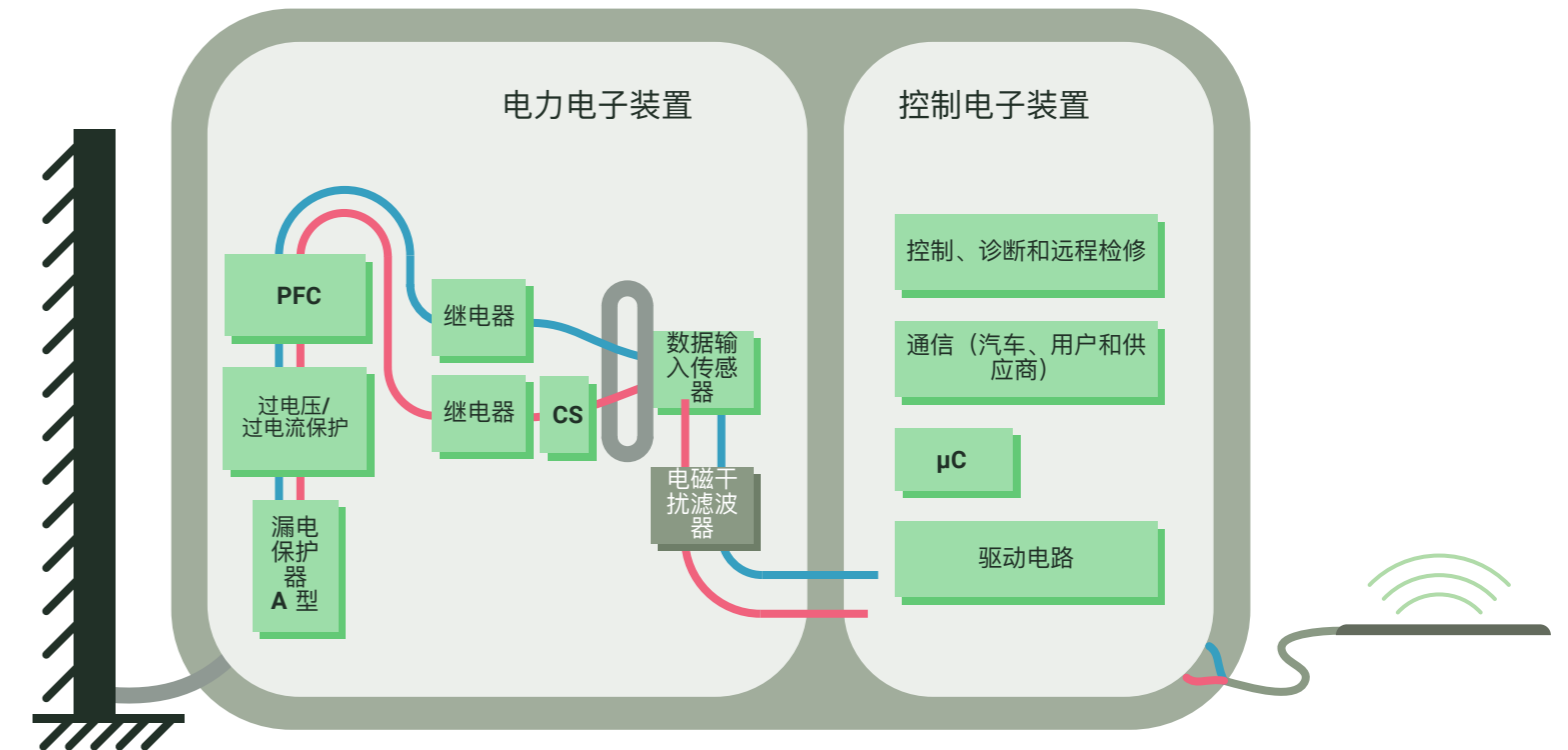 电力电子装置
PFC
过电压/
过电流保护
漏电
保护
器
A 型
继电器
继电器
CS
数据输
入传感
器
电磁干
扰滤波
器
控制电子装置
控制、诊断和远程检修
通信（汽车、用户和供
应商）
µC
驱动电路